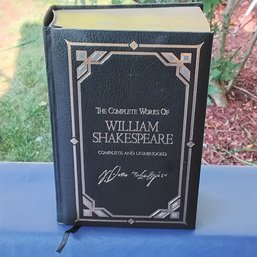 THE COMPLETE WORKS OF
WILLIAM
SHAKESPEARE
COMPLETE AND UNABRIDGED